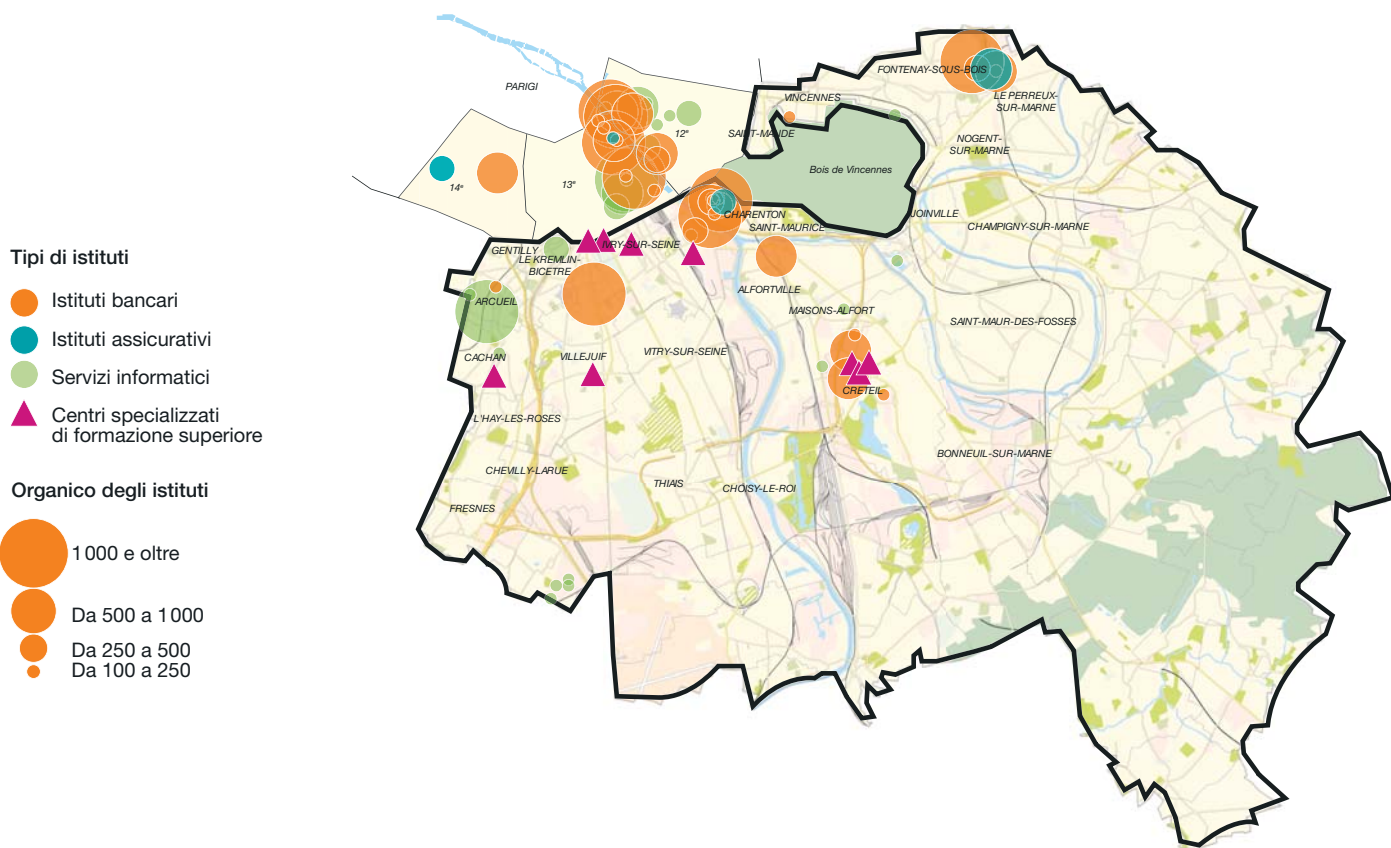 Tipi di istituti
Istituti bancari
Istituti assicurativi
Servizi informatici
Centri specializzati
di formazione superiore
Organico degli istituti
1 000 e oltre
Da 500 a 1 000
Da 250 a 500
Da 100 a 250
PARIGI
12e
13e
14e
VINCENNES
SAINT-MANDE
Bois de Vincennes
FONTENAY-SOUS-BOIS
LE PERREUX-
SUR-MARNE
NOGENT-
SUR-MARNE
JOINVILLE
CHAMPIGNY-SUR-MARNE
CHARENTON
SAINT-MAURICE
GENTILLY
LE KREMLIN-
BICETRE
IVRY-SUR-SEINE
ARCUEIL
ALFORTVILLE
MAISONS-ALFORT
SAINT-MAUR-DES-FOSSES
CACHAN
VILLEJUIF
VITRY-SUR-SEINE
CRETEIL
L'HAY-LES-ROSES
CHEVILLY-LARUE
FRESNES
THIAIS
CHOISY-LE-ROI
BONNEUIL-SUR-MARNE